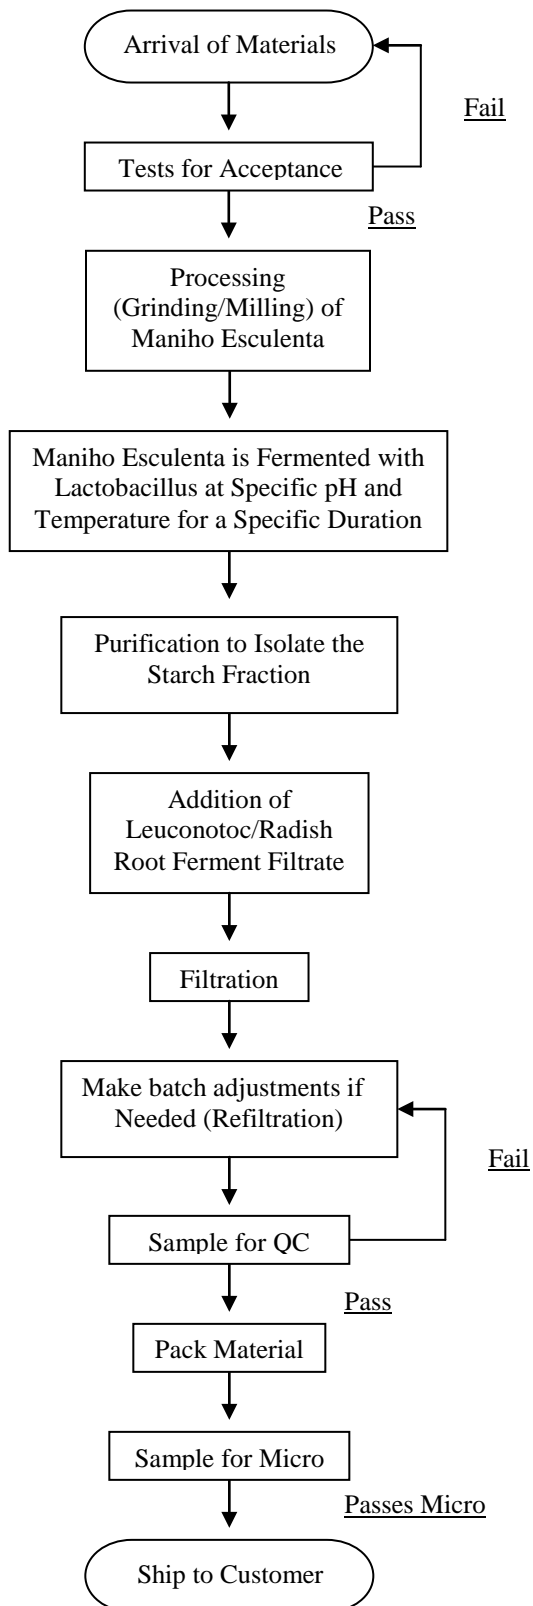 Arrival of Materials
Fail
Tests for Acceptance
Pass
Processing
(Grinding/Milling) of
Maniho Esculenta
Maniho Esculenta is Fermented with
Lactobacillus at Specific pH and
Temperature for a Specific Duration
Purification to Isolate the
Starch Fraction
Addition of
Leuconotoc/Radish
Root Ferment Filtrate
Filtration
Make batch adjustments if
Needed (Refiltration)
Fail
Sample for QC
Pass
Pack Material
Sample for Micro
Passes Micro
Ship to Customer